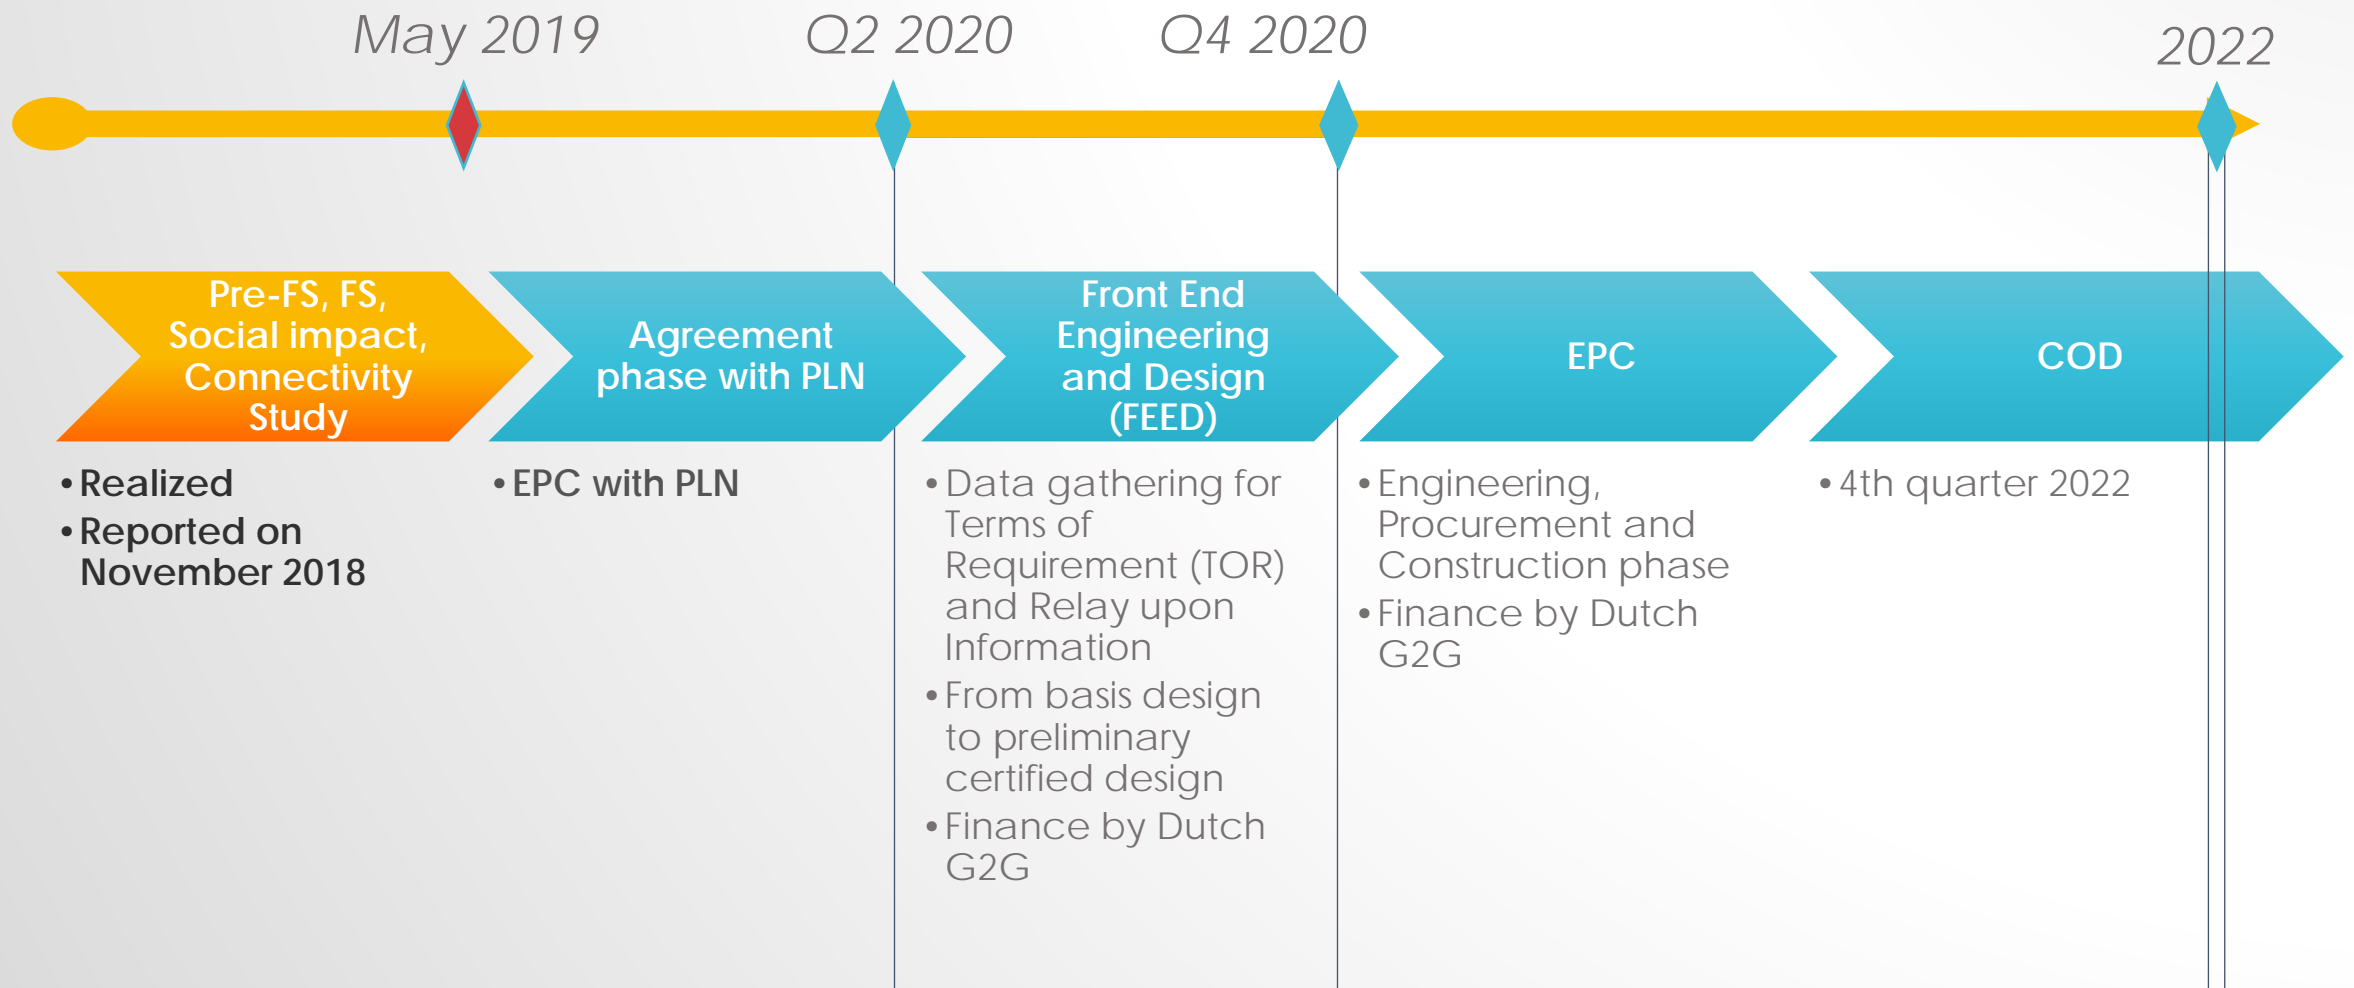 May 2019
Q2 2020
Q4 2020
2022
Pre-FS, FS,
Social impact,
Connectivity
Study
Agreement
phase with PLN
Front End
Engineering
and Design
(FEED)
EPC
COD
• Realized
• Reported on
November 2018
• EPC with PLN
• Data gathering for
Terms of
Requirement (TOR)
and Relay upon
Information
• From basis design
to preliminary
certified design
• Finance by Dutch
G2G
• Engineering,
Procurement and
Construction phase
• Finance by Dutch
G2G
• 4th quarter 2022